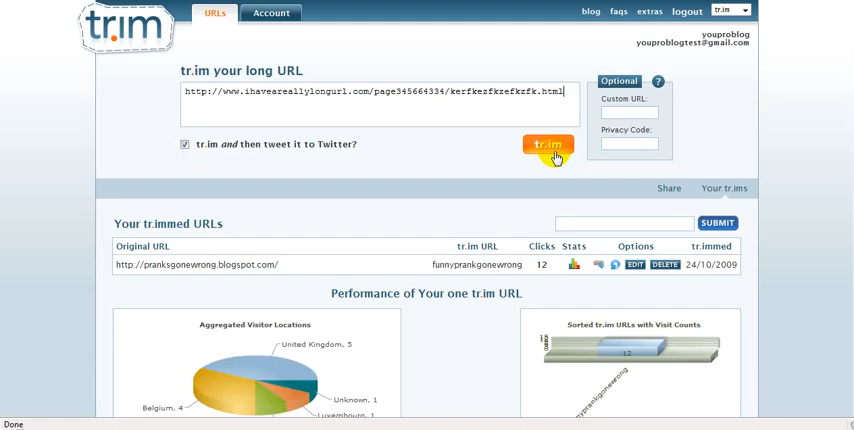 tr.im
URLs
Account
blog faqs extras logout tr.im
youproblog
youproblogtest@gmail.com
tr.im your long URL
http://www.ihaveareallylongurl.com/page345664334/kerfkezfkzefkzfk.html
Optional ?
Custom URL:
Privacy Code:
tr.im and then tweet it to Twitter?
tr.im
Share Your tr.ims
Your tr.immed URLs
SUBMIT
Original URL tr.im URL Clicks Stats Options tr.immed
http://pranksgonewrong.blogspot.com/ funnyprankgonewrong 12 EDIT DELETE 24/10/2009
Performance of Your one tr.im URL
Aggregated Visitor Locations
United Kingdom, 5
Unknown, 1
Belgium, 4
Luxembourg, 1
Sorted tr.im URLs with Visit Counts
12
nyprankgonewrong
Done